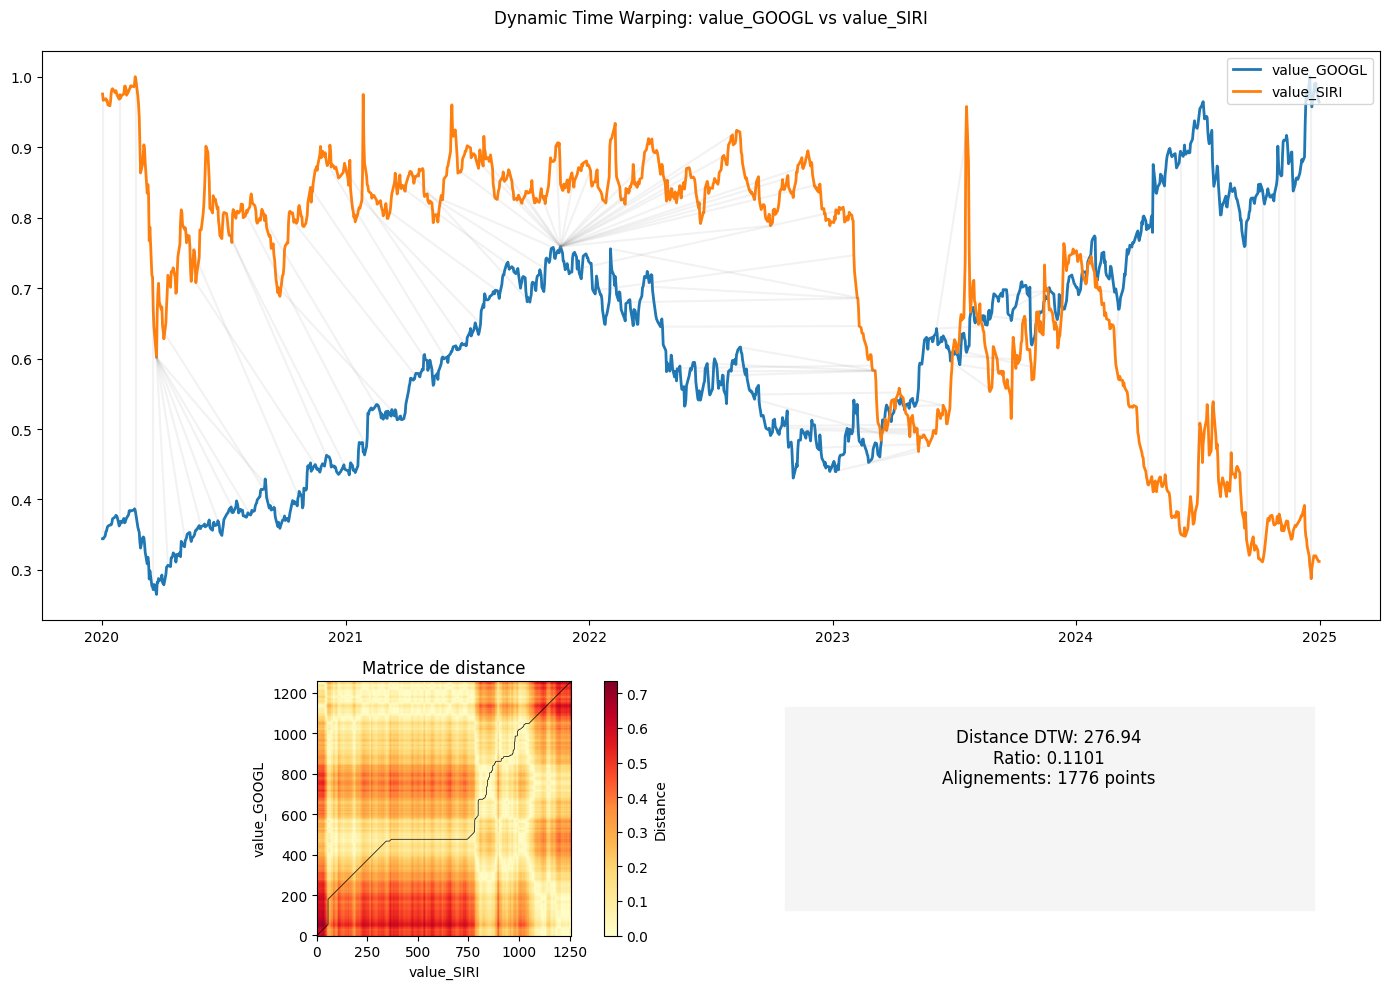 Dynamic Time Warping: value_GOOGL vs value_SIRI
value_GOOGL
value_SIRI
1.0
0.9
0.8
0.7
0.6
0.5
0.4
0.3
2020 2021 2022 2023 2024 2025
Matrice de distance
value_GOOGL
1200
1000
800
600
400
200
0
0 250 500 750 1000 1250
value_SIRI
0.7
0.6
0.5
0.4
0.3
0.2
0.1
0.0
Distance
Distance DTW: 276.94
Ratio: 0.1101
Alignements: 1776 points